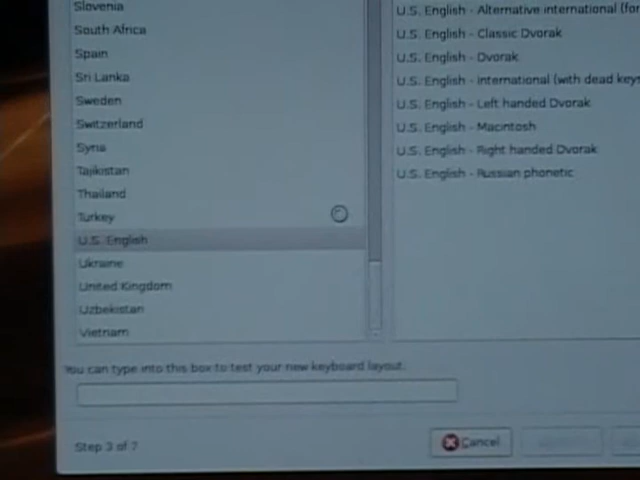 Slovenia
South Africa
Spain
Sri Lanka
Sweden
Switzerland
Syria
Tajikistan
Thailand
Turkey
U.S. English
Ukraine
United Kingdom
Uzbekistan
Vietnam
U.S. English - Alternative international (for
U.S. English - Classic Dvorak
U.S. English - Dvorak
U.S. English - International (with dead keys
U.S. English - Left handed Dvorak
U.S. English - Macintosh
U.S. English - Right handed Dvorak
U.S. English - Russian phonetic
You can type into this box to test your new keyboard layout.
Step 3 of 7
Cancel